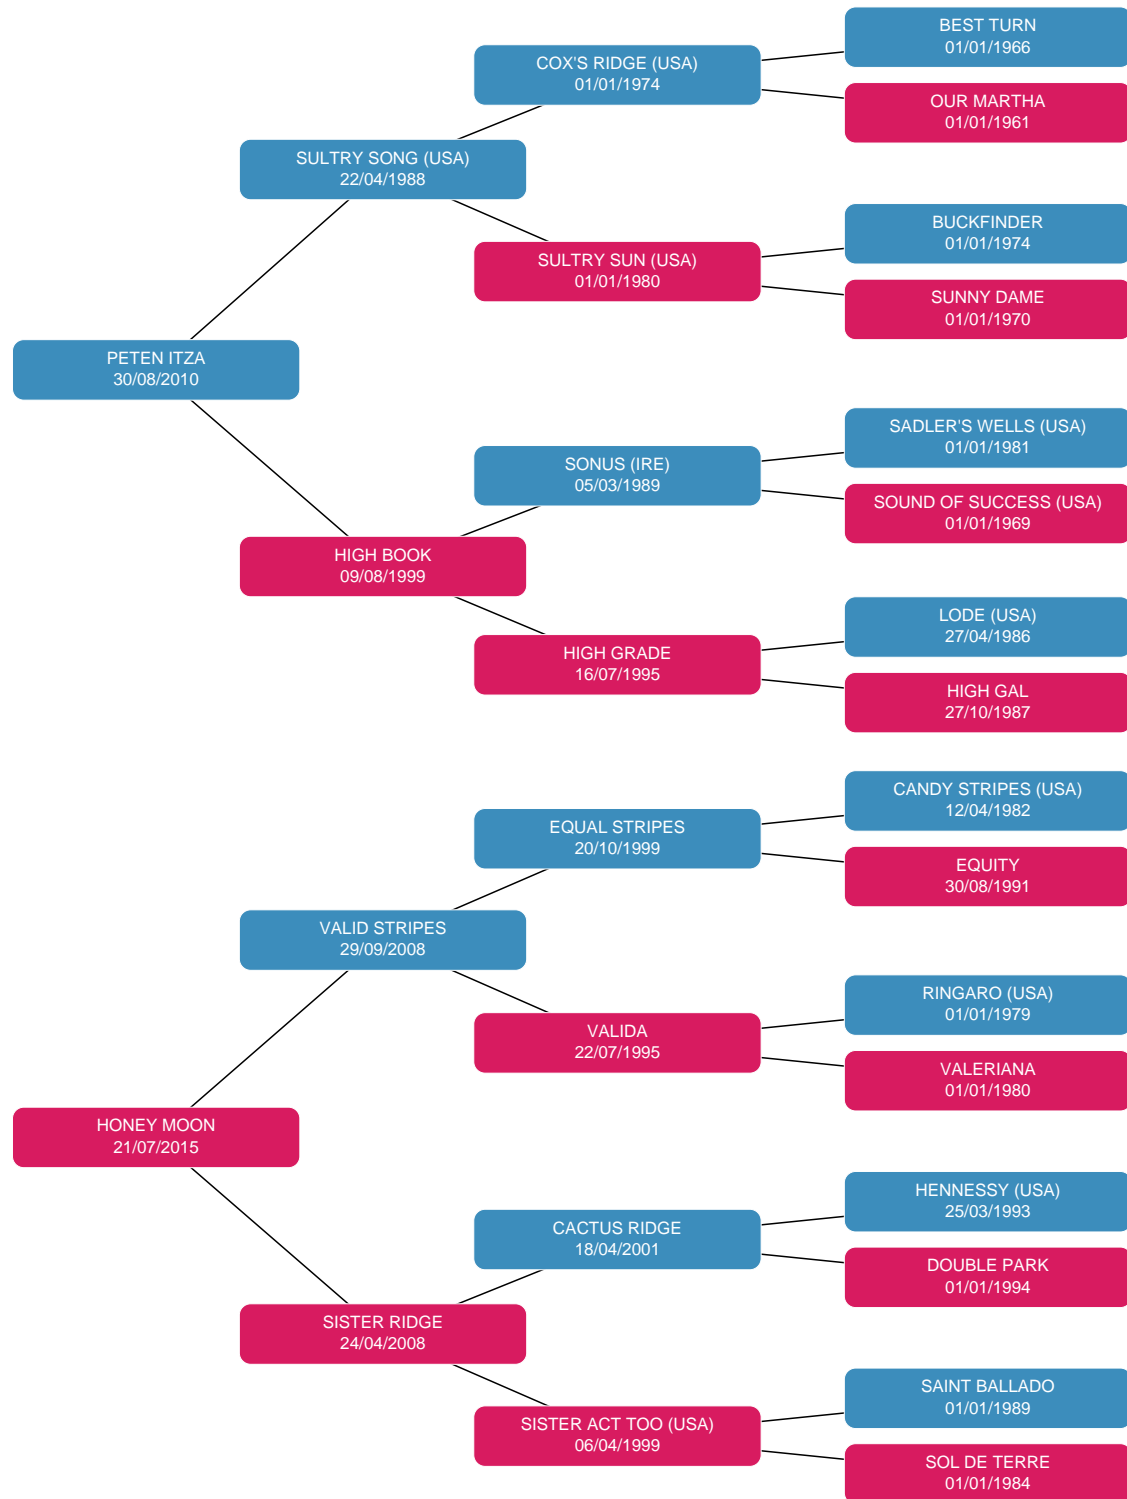 BEST TURN
01/01/1966
COX'S RIDGE (USA)
01/01/1974
OUR MARTHA
01/01/1961
SULTRY SONG (USA)
22/04/1988
BUCKFINDER
01/01/1974
SULTRY SUN (USA)
01/01/1980
SUNNY DAME
01/01/1970
PETEN ITZA
30/08/2010
SADLER'S WELLS (USA)
01/01/1981
SONUS (IRE)
05/03/1989
SOUND OF SUCCESS (USA)
01/01/1969
HIGH BOOK
09/08/1999
LODE (USA)
27/04/1986
HIGH GRADE
16/07/1995
HIGH GAL
27/10/1987
CANDY STRIPES (USA)
12/04/1982
EQUAL STRIPES
20/10/1999
EQUITY
30/08/1991
VALID STRIPES
29/09/2008
RINGARO (USA)
01/01/1979
VALIDA
22/07/1995
VALERIANA
01/01/1980
HONEY MOON
21/07/2015
HENNESSY (USA)
25/03/1993
CACTUS RIDGE
18/04/2001
DOUBLE PARK
01/01/1994
SISTER RIDGE
24/04/2008
SAINT BALLADO
01/01/1989
SISTER ACT TOO (USA)
06/04/1999
SOL DE TERRE
01/01/1984